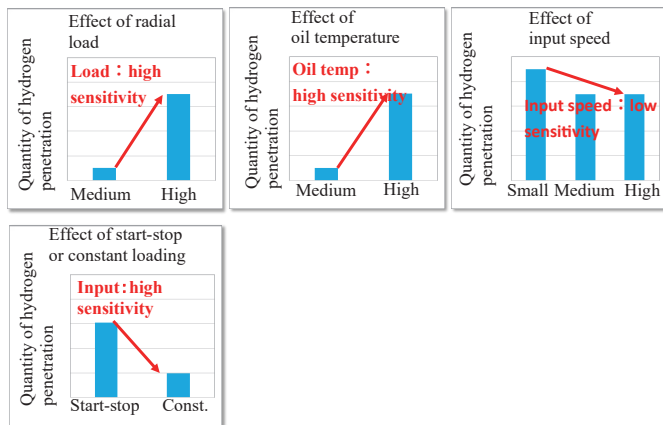 Effect of radial
load
Quantity of hydrogen
penetration
Load：high
sensitivity
Medium High
Effect of
oil temperature
Quantity of hydrogen
penetration
Oil temp：
high sensitivity
Medium High
Effect of
input speed
Quantity of hydrogen
penetration
Input speed：low
sensitivity
Small Medium High
Effect of start-stop
or constant loading
Quantity of hydrogen
penetration
Input：high
sensitivity
Start-stop Const.